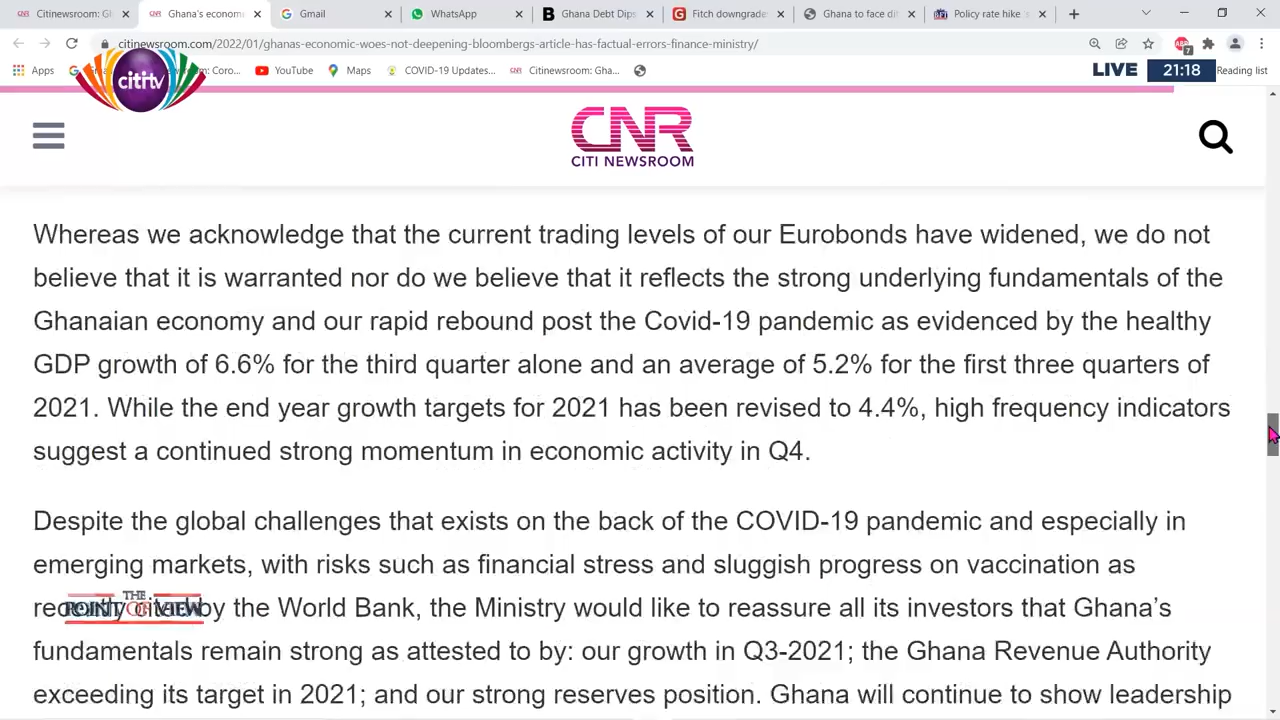 Citinewsroom: Gh
Ghana's econom
Gmail
WhatsApp
Ghana Debt Dips
Fitch downgrade
Ghana to face di
Policy rate hike 's
citinewsroom.com/2022/01/ghanas-economic-woes-not-deepening-bloombergs-article-has-factual-errors-finance-ministry/
ABP
7
Apps
YouTube
Maps
COVID-19 Updates...
Citinewsroom: Gha...
Reading list
citi tv
LIVE 21:18
CNR
CITI NEWSROOM
Whereas we acknowledge that the current trading levels of our Eurobonds have widened, we do not
believe that it is warranted nor do we believe that it reflects the strong underlying fundamentals of the
Ghanaian economy and our rapid rebound post the Covid-19 pandemic as evidenced by the healthy
GDP growth of 6.6% for the third quarter alone and an average of 5.2% for the first three quarters of
2021. While the end year growth targets for 2021 has been revised to 4.4%, high frequency indicators
suggest a continued strong momentum in economic activity in Q4.
Despite the global challenges that exists on the back of the COVID-19 pandemic and especially in
emerging markets, with risks such as financial stress and sluggish progress on vaccination as
recently cited by the World Bank, the Ministry would like to reassure all its investors that Ghana's
fundamentals remain strong as attested to by: our growth in Q3-2021; the Ghana Revenue Authority
exceeding its target in 2021; and our strong reserves position. Ghana will continue to show leadership
THE
POINT OF VIEW